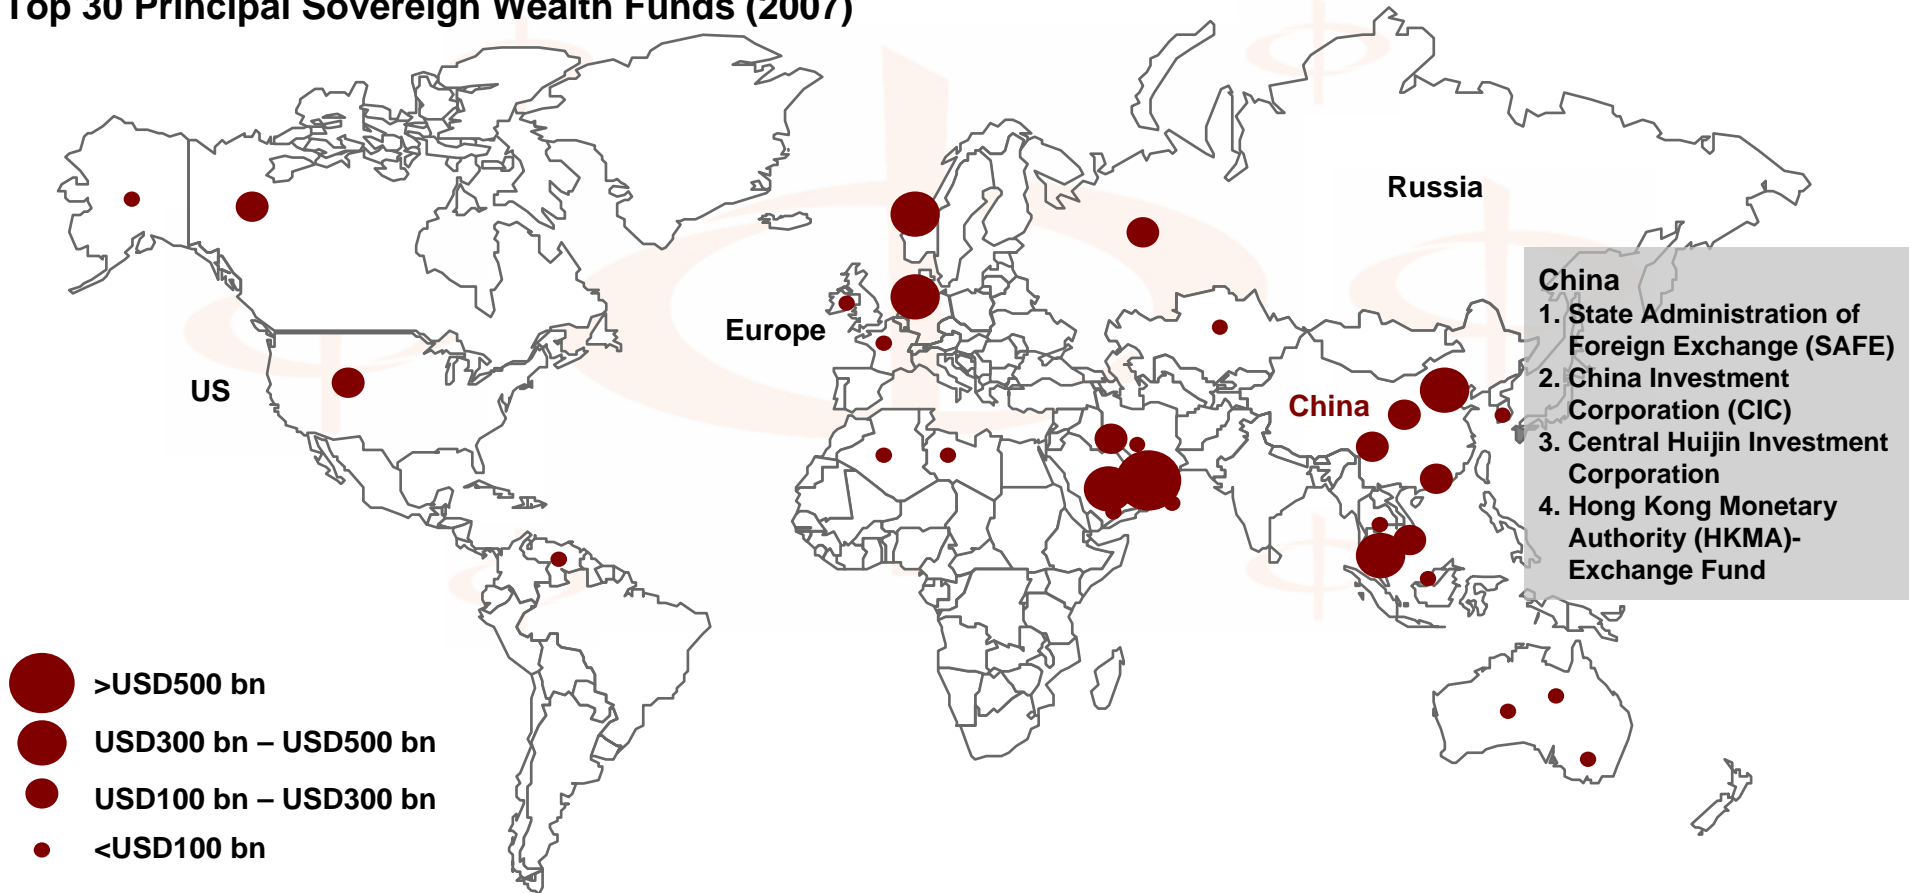 Top 30 Principal Sovereign Wealth Funds (2007)
Russia
Europe
US
China
China
1. State Administration of
Foreign Exchange (SAFE)
2. China Investment
Corporation (CIC)
3. Central Huijin Investment
Corporation
4. Hong Kong Monetary
Authority (HKMA)-
Exchange Fund
>USD500 bn
USD300 bn – USD500 bn
USD100 bn – USD300 bn
<USD100 bn